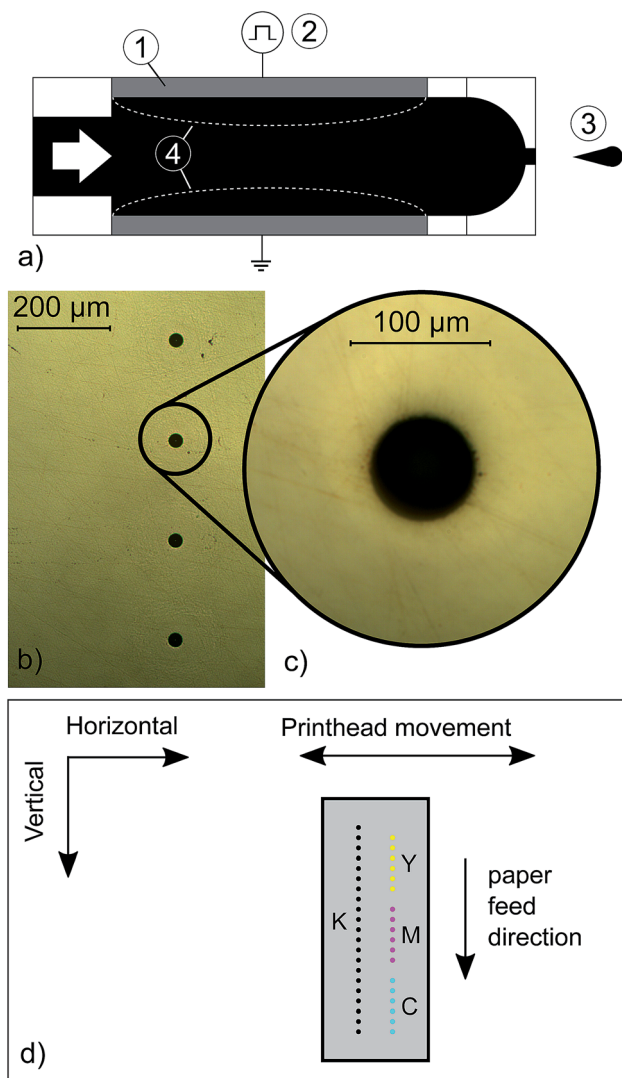 1
2
3
4
a)
200 µm
100 µm
b)
c)
Horizontal
Printhead movement
Vertical
Y
K
M
C
paper
feed
direction
d)